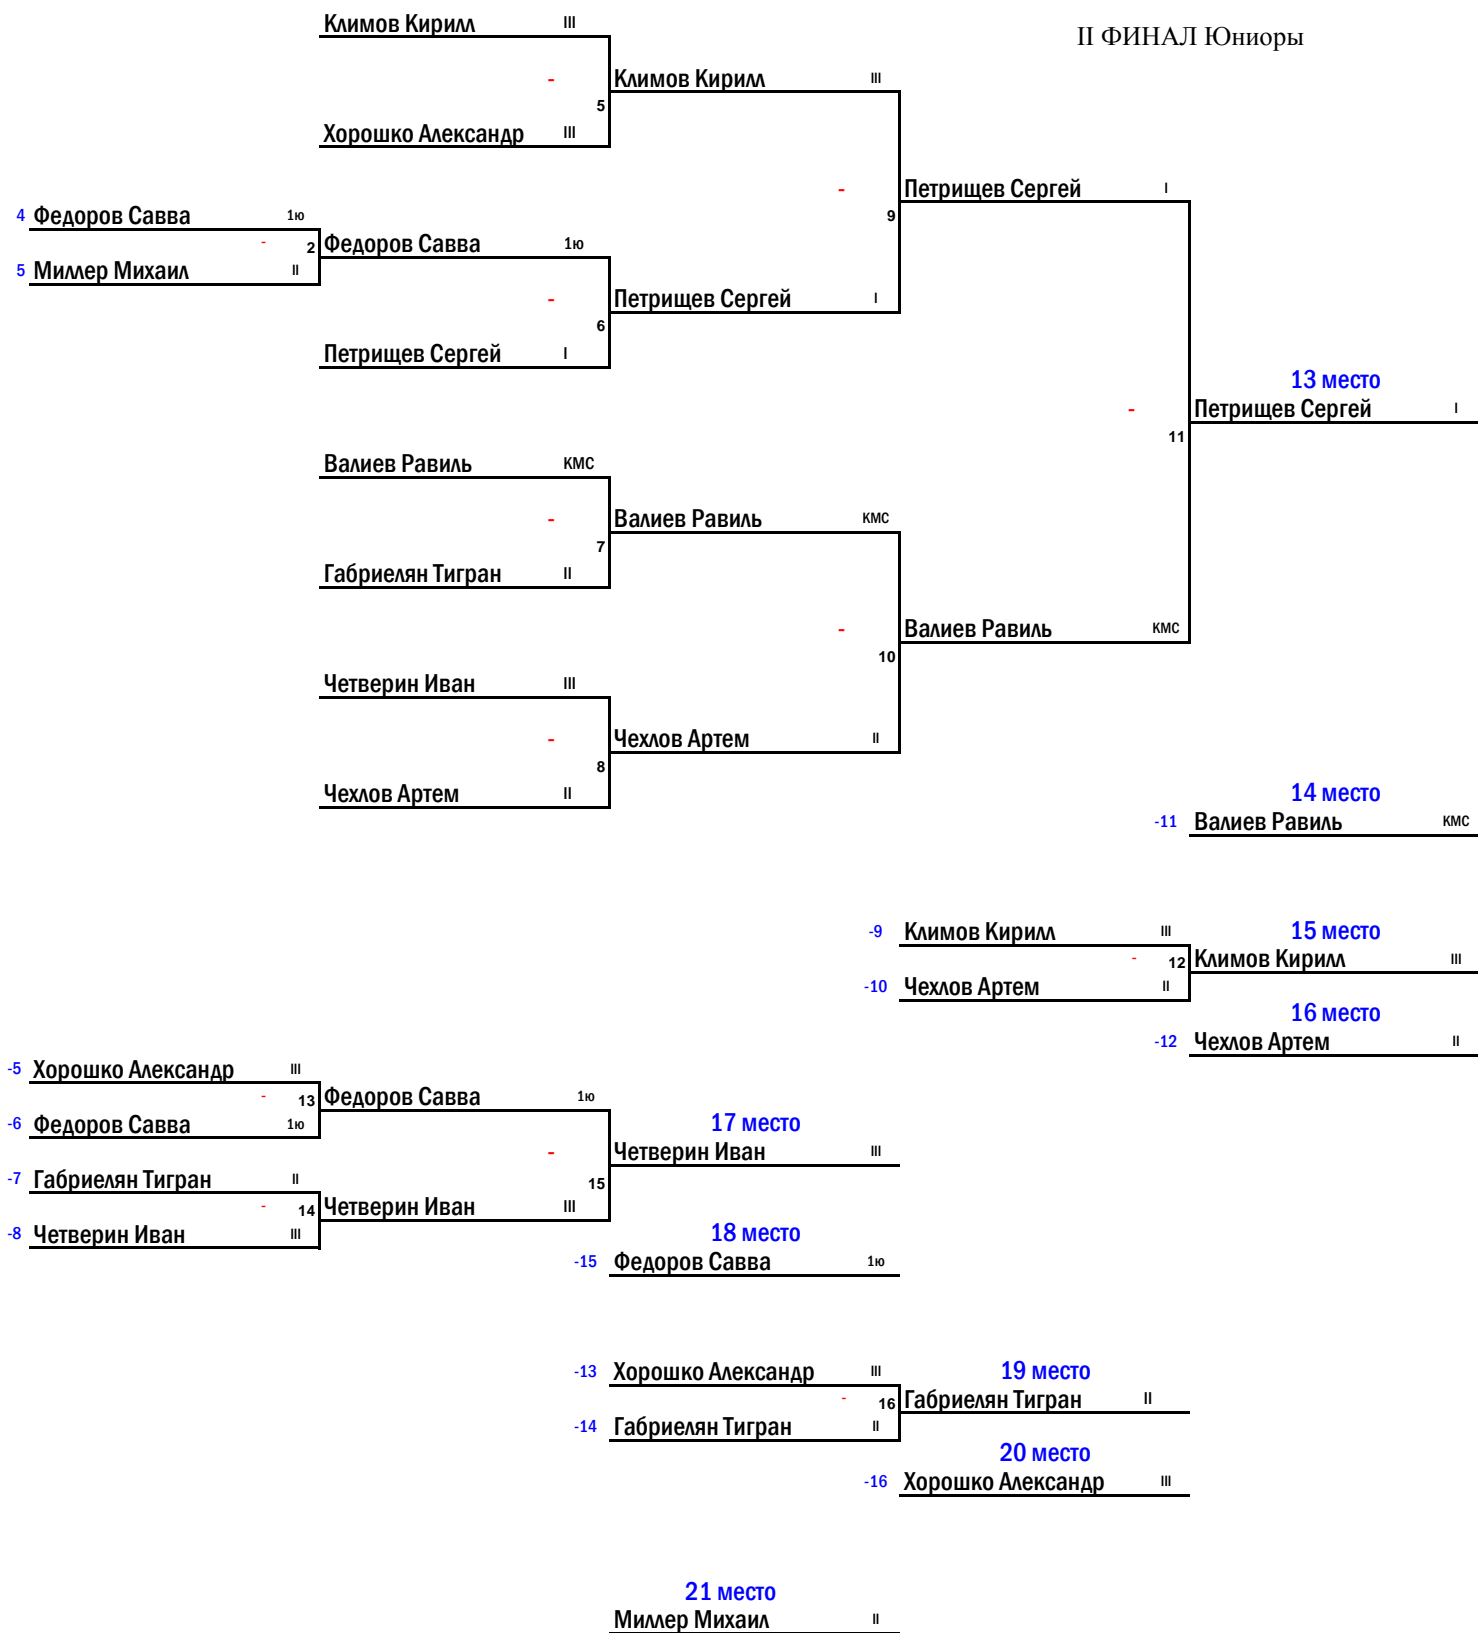 Климов Кирилл III
II ФИНАЛ Юниоры
- Климов Кирилл III
5
Хорошко Александр III
- Петрищев Сергей I
9
4 Федоров Савва 1ю
- 2 Федоров Савва 1ю
5 Миллер Михаил II
- Петрищев Сергей I
6
Петрищев Сергей I
13 место
- Петрищев Сергей I
11
Валиев Равиль КМС
- Валиев Равиль КМС
7
Габриелян Тигран II
- Валиев Равиль КМС
10
Четверин Иван III
- Чехлов Артем II
8
Чехлов Артем II
14 место
-11 Валиев Равиль КМС
-9 Климов Кирилл III
15 место
- 12 Климов Кирилл III
-10 Чехлов Артем II
16 место
-12 Чехлов Артем II
-5 Хорошко Александр III
- 13 Федоров Савва 1ю
-6 Федоров Савва 1ю
17 место
- Четверин Иван III
15
-7 Габриелян Тигран II
- 14 Четверин Иван III
-8 Четверин Иван III
18 место
-15 Федоров Савва 1ю
-13 Хорошко Александр III
19 место
- 16 Габриелян Тигран II
-14 Габриелян Тигран II
20 место
-16 Хорошко Александр III
21 место
Миллер Михаил II